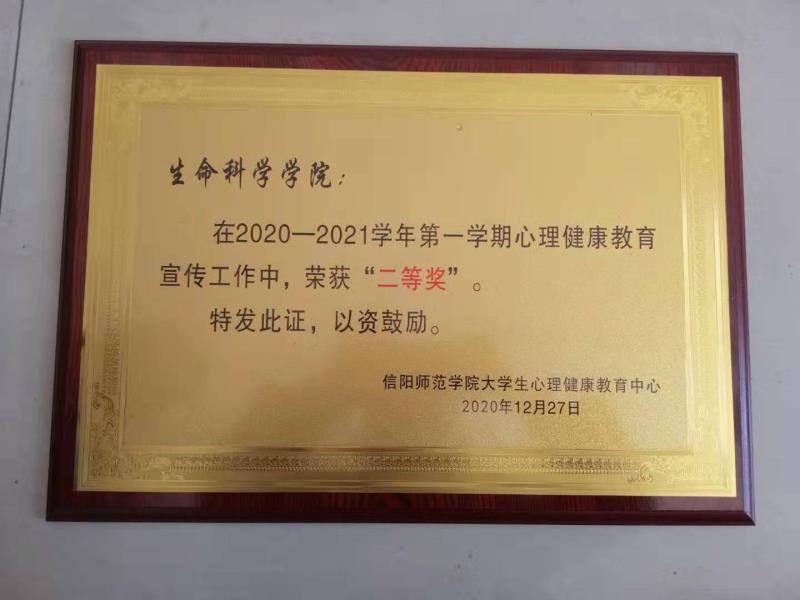 生命科学学院：
在2020—2021学年第一学期心理健康教育
宣传工作中，荣获“二等奖”。
特发此证，以资鼓励。
信阳师范学院大学生心理健康教育中心
2020年12月27日